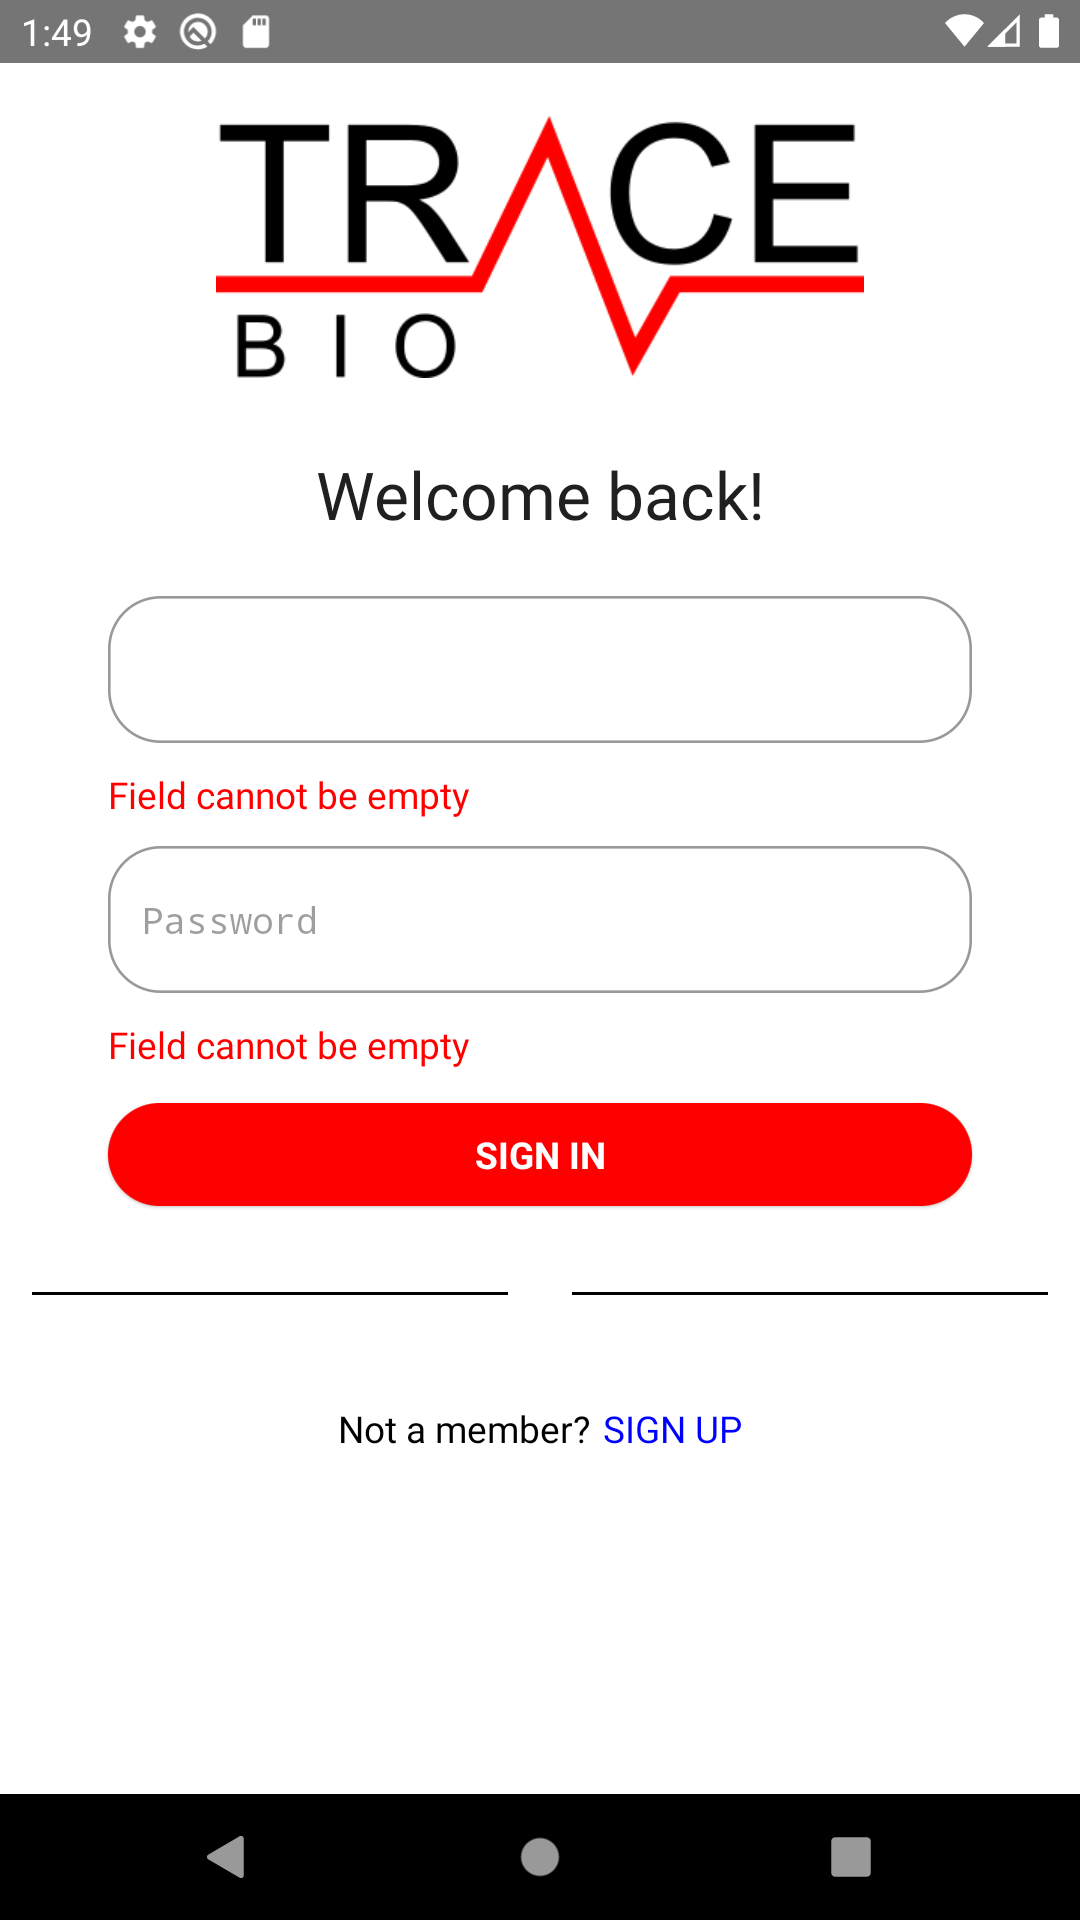 1:49
TRACE
BIO
Welcome back!
Field cannot be empty
Password
Field cannot be empty
SIGN IN
Not a member? SIGN UP